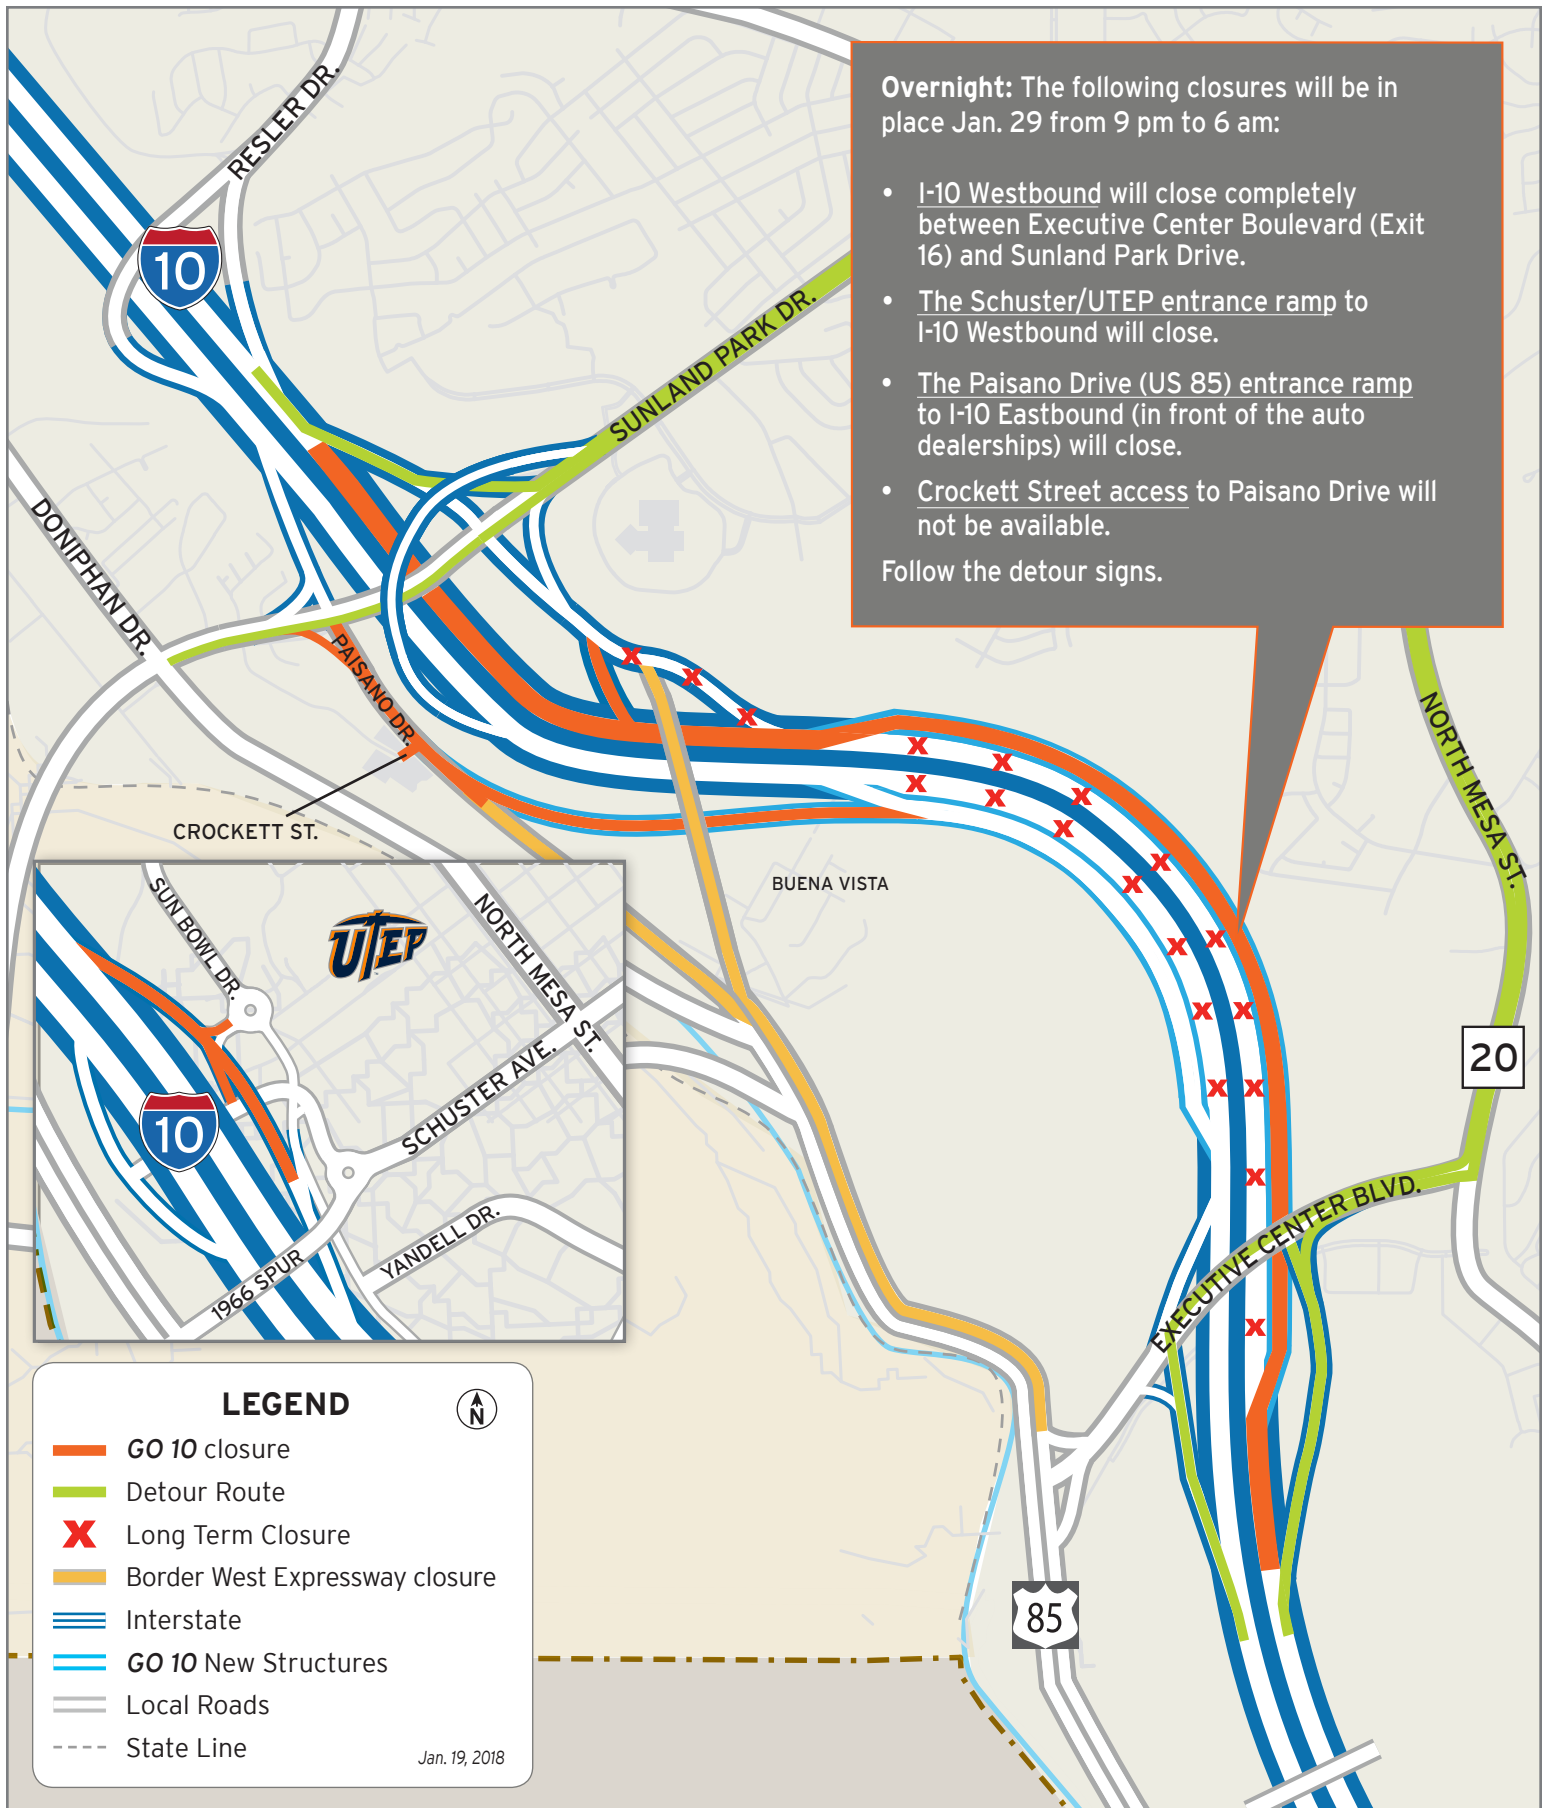 Overnight: The following closures will be in
place Jan. 29 from 9 pm to 6 am:
• I-10 Westbound will close completely
between Executive Center Boulevard (Exit
16) and Sunland Park Drive.
• The Schuster/UTEP entrance ramp to
I-10 Westbound will close.
• The Paisano Drive (US 85) entrance ramp
to I-10 Eastbound (in front of the auto
dealerships) will close.
• Crockett Street access to Paisano Drive will
not be available.
Follow the detour signs.
RESLER DR.
10
SUNLAND PARK DR.
DONIPHAN DR.
PAISANO DR.
CROCKETT ST.
BUENA VISTA
NORTH MESA ST.
20
EXECUTIVE CENTER BLVD.
85
SUN BOWL DR.
UTEP
NORTH MESA ST.
10
SCHUSTER AVE.
YANDELL DR.
1966 SPUR
LEGEND
N
GO 10 closure
Detour Route
X Long Term Closure
Border West Expressway closure
Interstate
GO 10 New Structures
Local Roads
State Line
Jan. 19, 2018